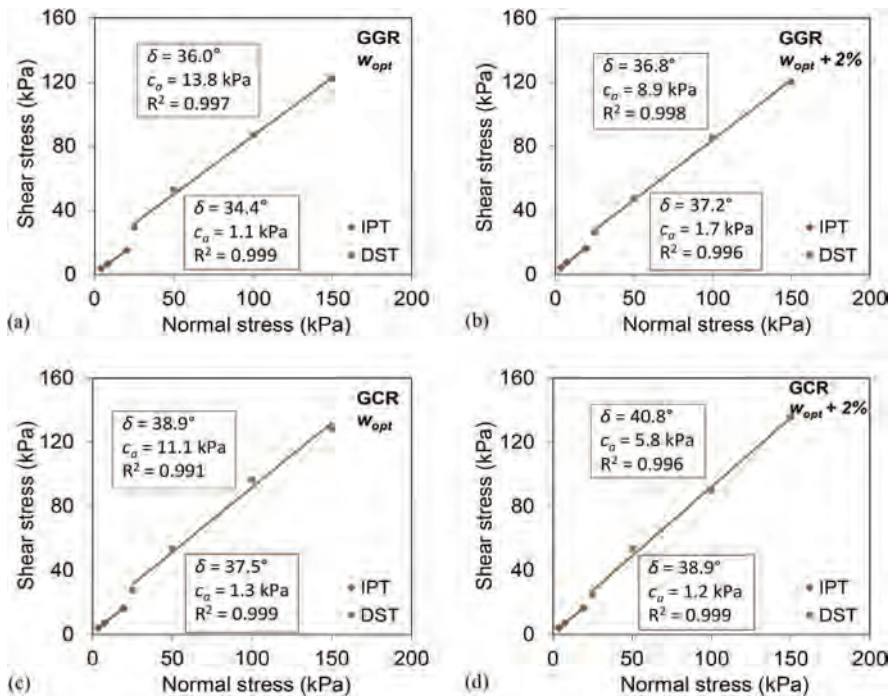 160
120
80
40
0
Shear stress (kPa)
GGR
w_opt
δ = 36.0°
c_a = 13.8 kPa
R² = 0.997
δ = 34.4°
c_a = 1.1 kPa
R² = 0.999
IPT
DST
0 50 100 150 200
Normal stress (kPa)
(a)
160
120
80
40
0
Shear stress (kPa)
GGR
w_opt + 2%
δ = 36.8°
c_a = 8.9 kPa
R² = 0.998
δ = 37.2°
c_a = 1.7 kPa
R² = 0.996
IPT
DST
0 50 100 150 200
Normal stress (kPa)
(b)
160
120
80
40
0
Shear stress (kPa)
GCR
w_opt
δ = 38.9°
c_a = 11.1 kPa
R² = 0.991
δ = 37.5°
c_a = 1.3 kPa
R² = 0.999
IPT
DST
0 50 100 150 200
Normal stress (kPa)
(c)
160
120
80
40
0
Shear stress (kPa)
GCR
w_opt + 2%
δ = 40.8°
c_a = 5.8 kPa
R² = 0.996
δ = 38.9°
c_a = 1.2 kPa
R² = 0.999
IPT
DST
0 50 100 150 200
Normal stress (kPa)
(d)